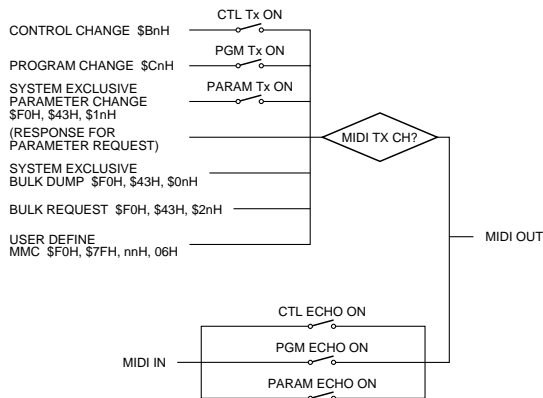 CTL Tx ON
CONTROL CHANGE $BnH
PGM Tx ON
PROGRAM CHANGE $CnH
SYSTEM EXCLUSIVE
PARAMETER CHANGE
$F0H, $43H, $1nH
PARAM Tx ON
(RESPONSE FOR
PARAMETER REQUEST)
MIDI TX CH?
SYSTEM EXCLUSIVE
BULK DUMP $F0H, $43H, $0nH
BULK REQUEST $F0H, $43H, $2nH
USER DEFINE
MMC $F0H, $7FH, nnH, 06H
MIDI OUT
CTL ECHO ON
MIDI IN
PGM ECHO ON
PARAM ECHO ON